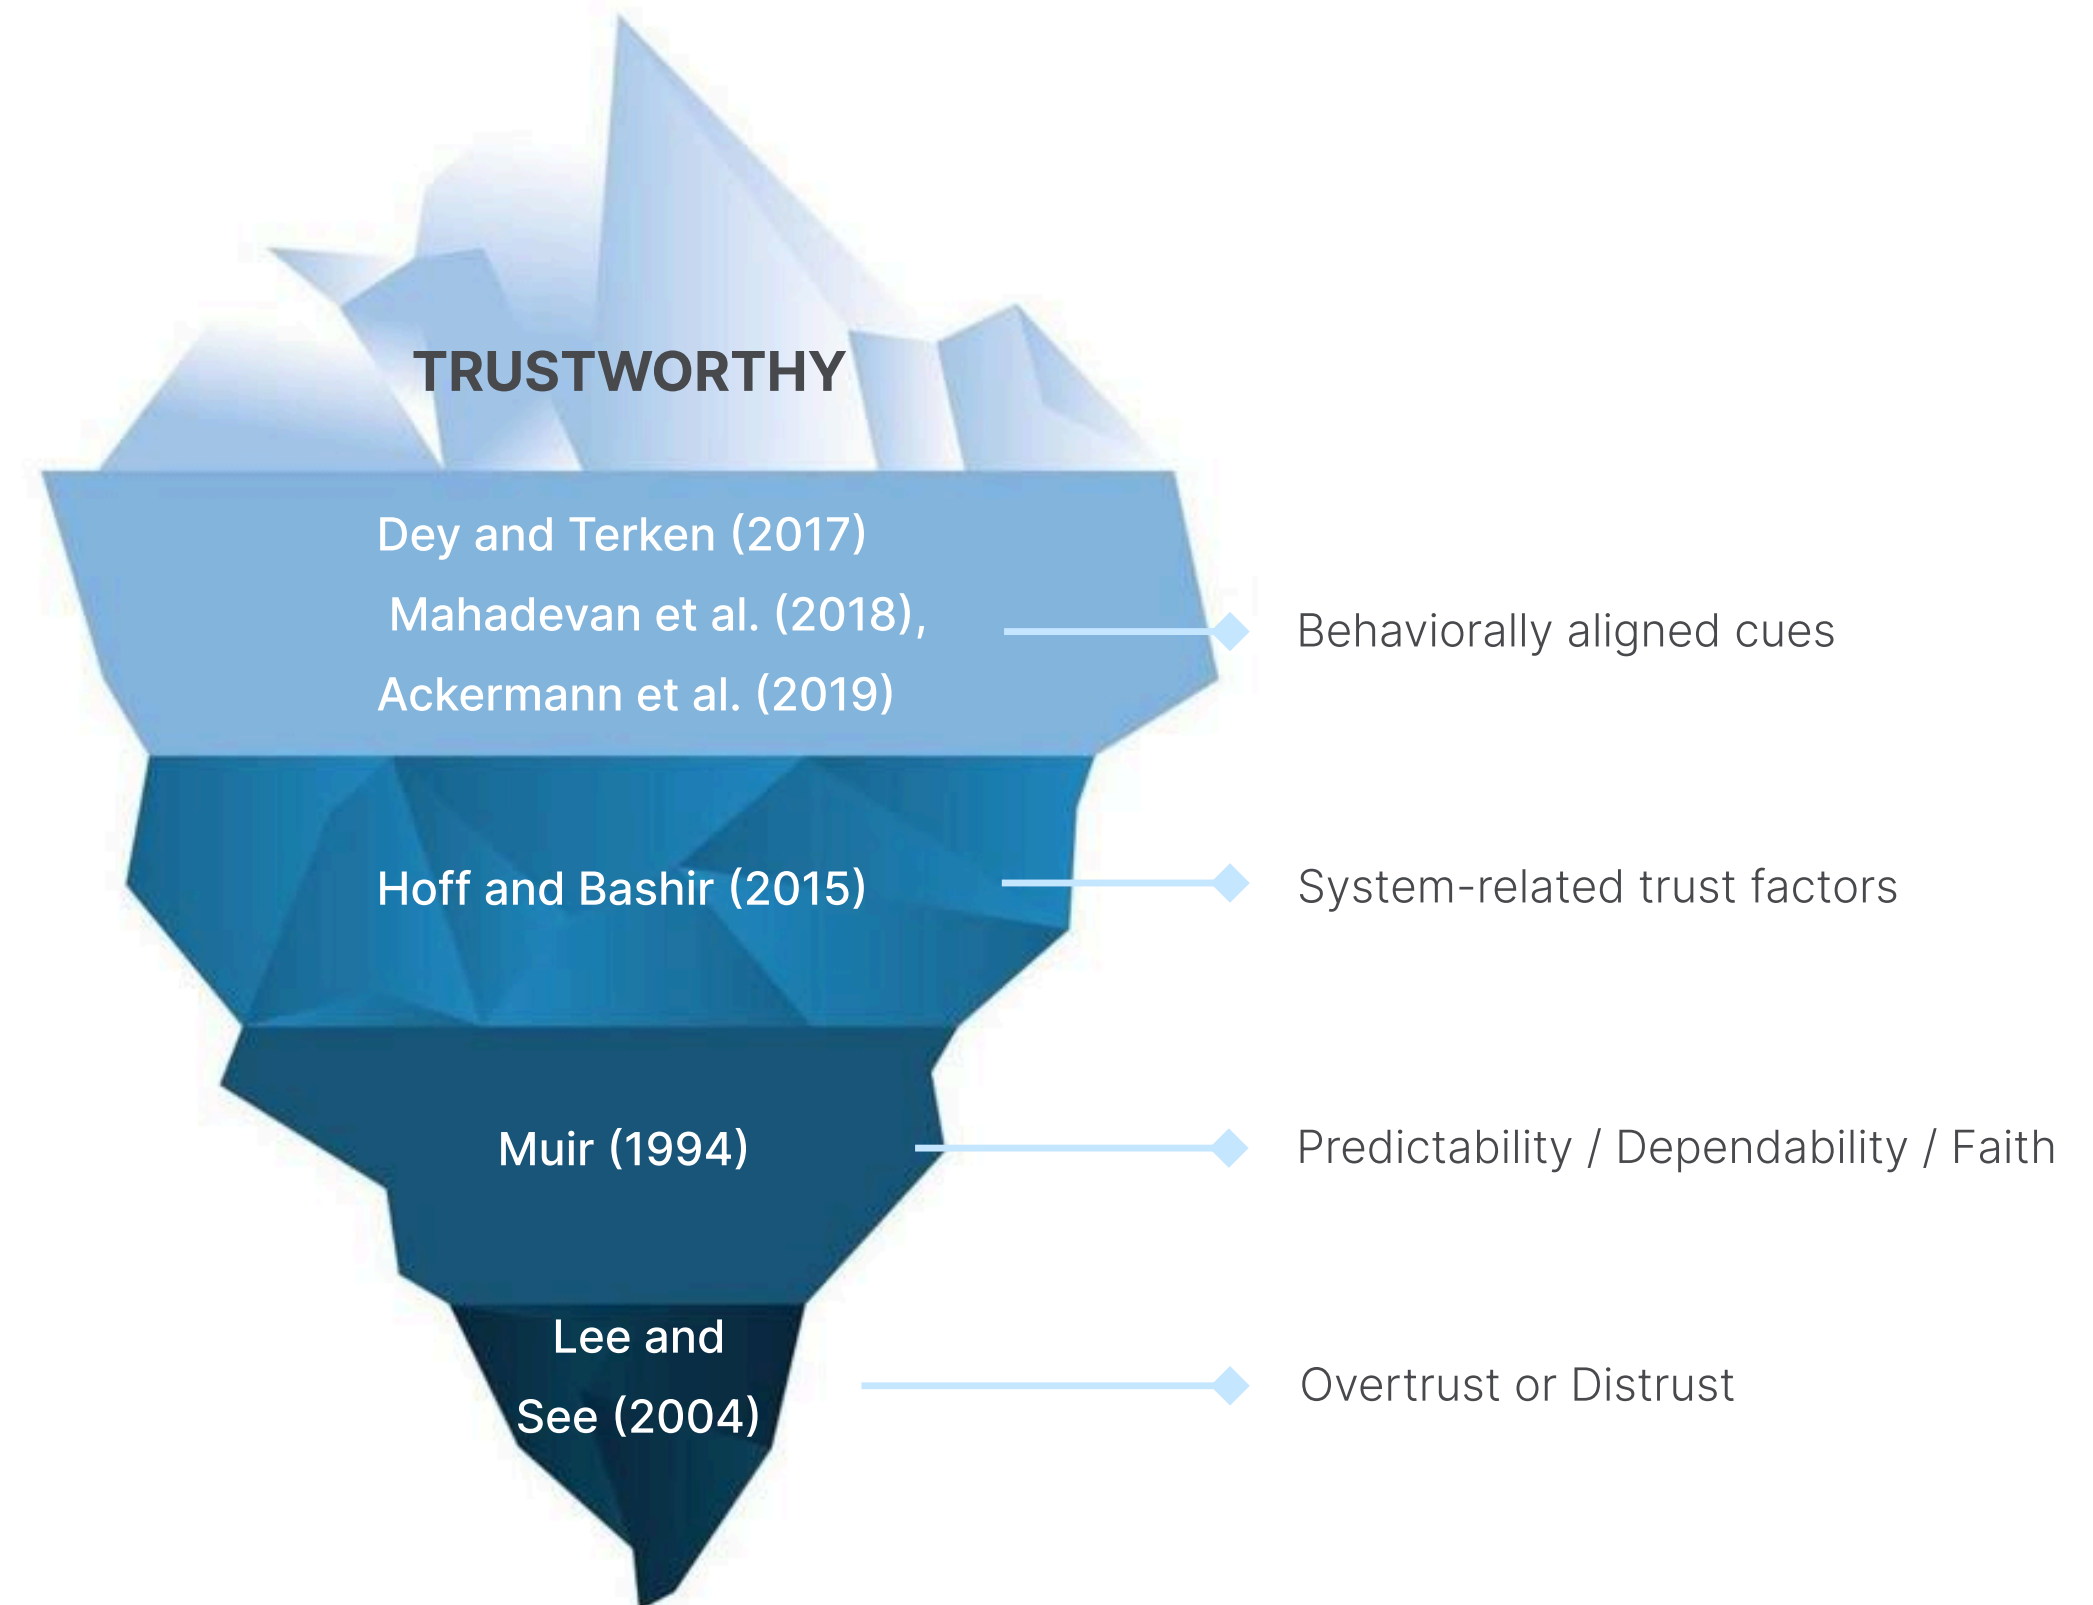 TRUSTWORTHY
Dey and Terken (2017)
Mahadevan et al. (2018),
Ackermann et al. (2019)
Behaviorally aligned cues
Hoff and Bashir (2015)
System-related trust factors
Muir (1994)
Predictability / Dependability / Faith
Lee and
See (2004)
Overtrust or Distrust